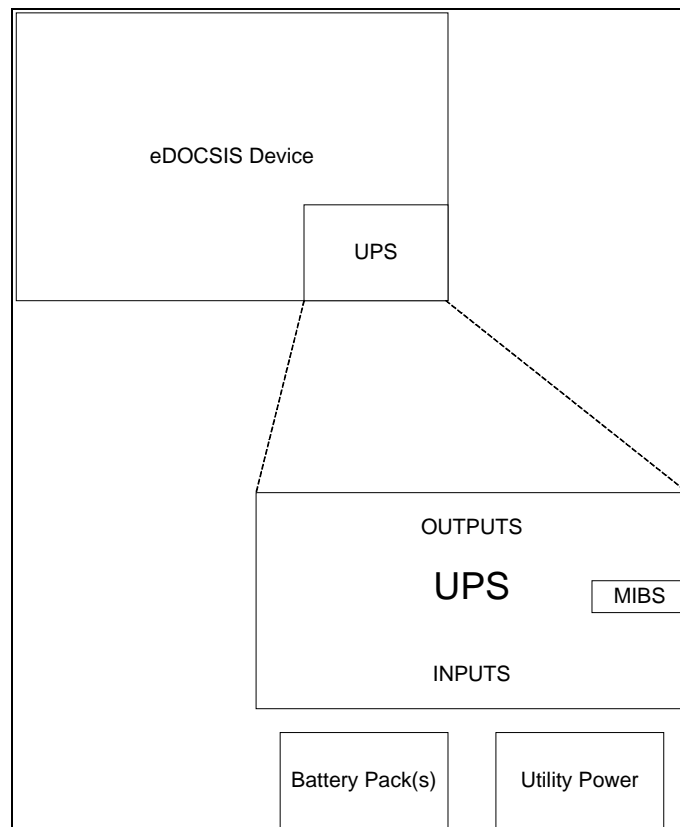 eDOCSIS Device
UPS
OUTPUTS
UPS
MIBS
INPUTS
Battery Pack(s)
Utility Power